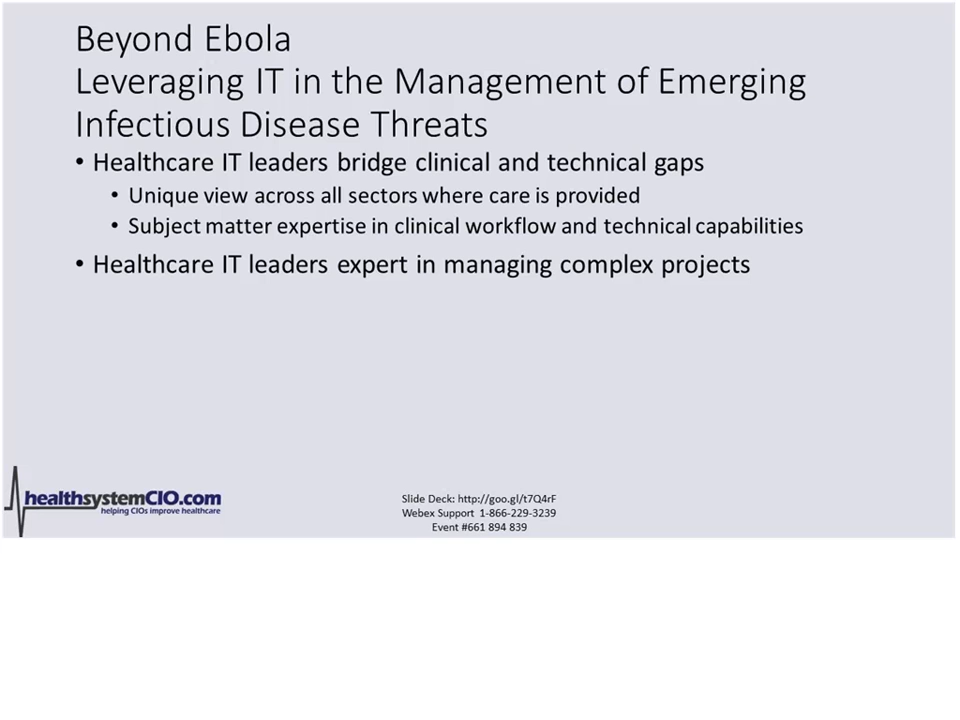 Beyond Ebola
Leveraging IT in the Management of Emerging
Infectious Disease Threats
• Healthcare IT leaders bridge clinical and technical gaps
• Unique view across all sectors where care is provided
• Subject matter expertise in clinical workflow and technical capabilities
• Healthcare IT leaders expert in managing complex projects
healthsystemCIO.com
helping CIOs improve healthcare
Slide Deck: http://goo.gl/t7Q4rF
Webex Support 1-866-229-3239
Event #661 894 839